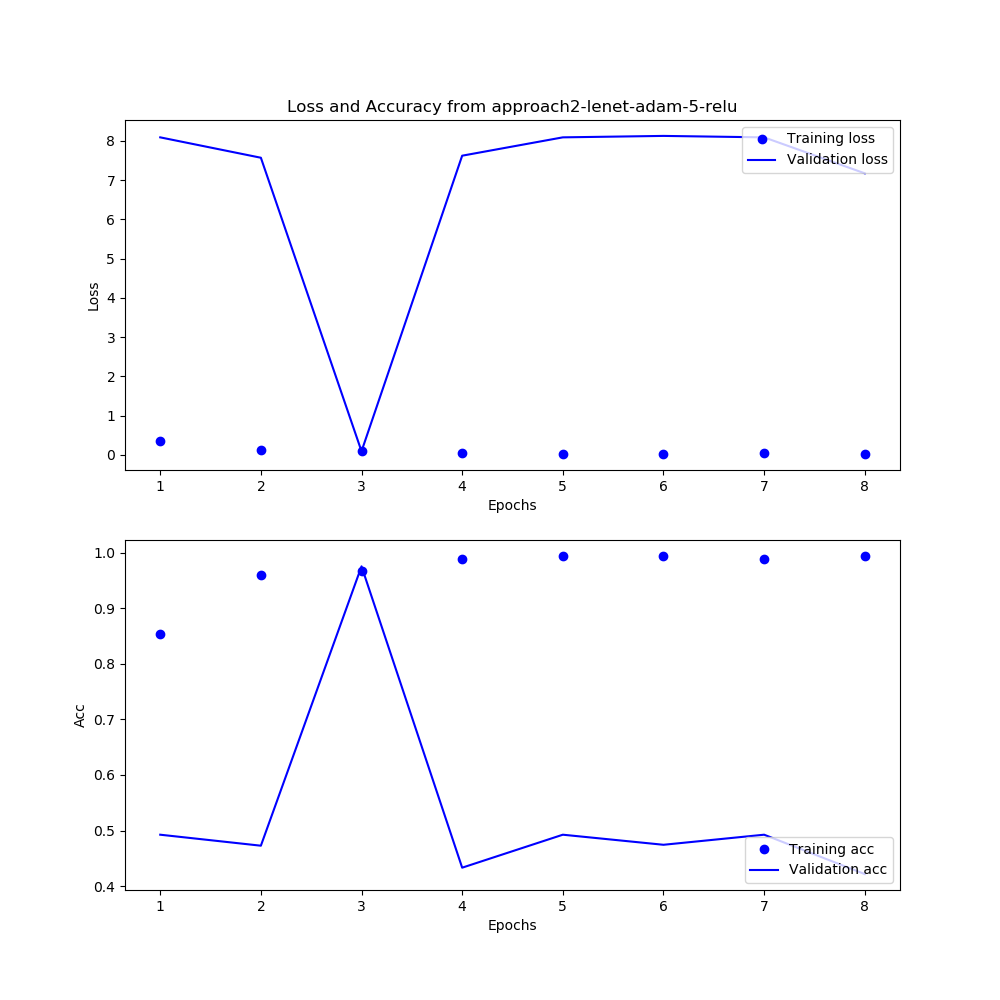 Loss and Accuracy from approach2-lenet-adam-5-relu
8
7
6
5
4
3
2
1
0
Loss
Training loss
Validation loss
1 2 3 4 5 6 7 8
Epochs
1.0
0.9
0.8
0.7
0.6
0.5
0.4
Acc
Training acc
Validation acc
1 2 3 4 5 6 7 8
Epochs